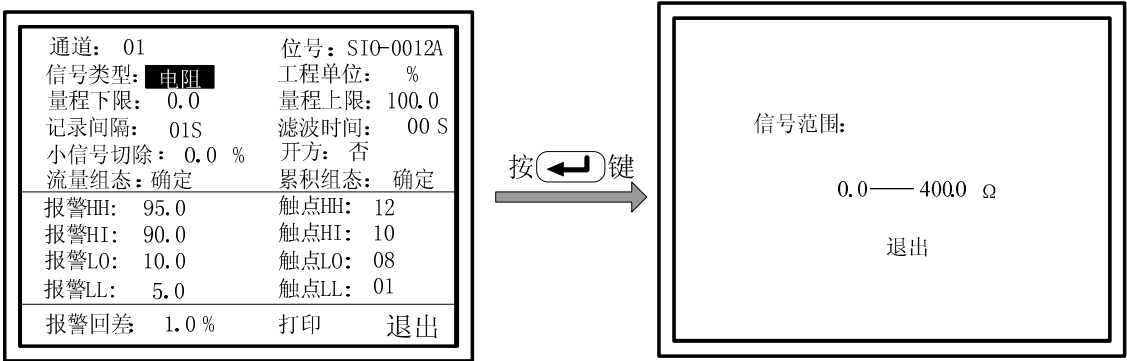 通道： 01 位号：SIO-0012A
信号类型：电阻 工程单位： %
量程下限： 0.0 量程上限：100.0
记录间隔： 01S 滤波时间： 00 S
小信号切除：0.0 % 开方：否
流量组态：确定 累积组态： 确定
报警HH: 95.0 触点HH: 12
报警HI: 90.0 触点HI: 10
报警LO: 10.0 触点LO: 08
报警LL: 5.0 触点LL: 01
报警回差: 1.0% 打印 退出
按 键
信号范围:
0.0——400.0 Ω
退出